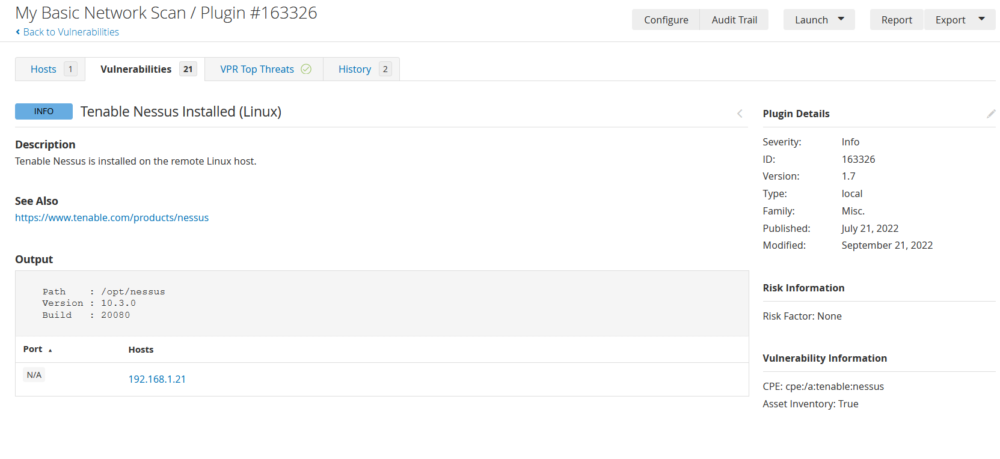 My Basic Network Scan / Plugin #163326
Back to Vulnerabilities
Configure Audit Trail Launch Report Export
Hosts 1 Vulnerabilities 21 VPR Top Threats History 2
INFO Tenable Nessus Installed (Linux)
Description
Tenable Nessus is installed on the remote Linux host.
See Also
https://www.tenable.com/products/nessus
Output
Path : /opt/nessus
Version : 10.3.0
Build : 20080
Port Hosts
N/A 192.168.1.21
Plugin Details
Severity: Info
ID: 163326
Version: 1.7
Type: local
Family: Misc.
Published: July 21, 2022
Modified: September 21, 2022
Risk Information
Risk Factor: None
Vulnerability Information
CPE: cpe:/a:tenable:nessus
Asset Inventory: True